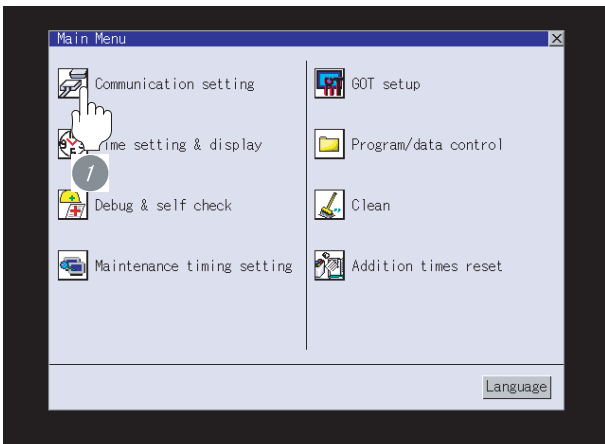 Main Menu
Communication setting
GOT setup
ime setting & display
Program/data control
1
Debug & self check
Clean
Maintenance timing setting
Addition times reset
Language